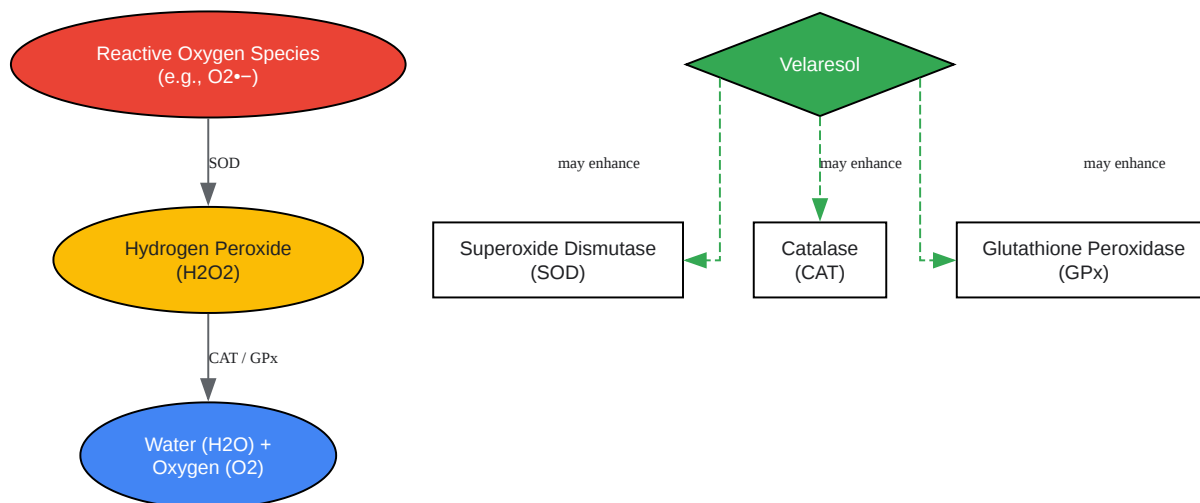 Reactive Oxygen Species
(e.g., O2•−)
SOD
Hydrogen Peroxide
(H2O2)
CAT / GPx
Water (H2O) +
Oxygen (O2)
Velaresol
may enhance
may enhance
may enhance
Superoxide Dismutase
(SOD)
Catalase
(CAT)
Glutathione Peroxidase
(GPx)